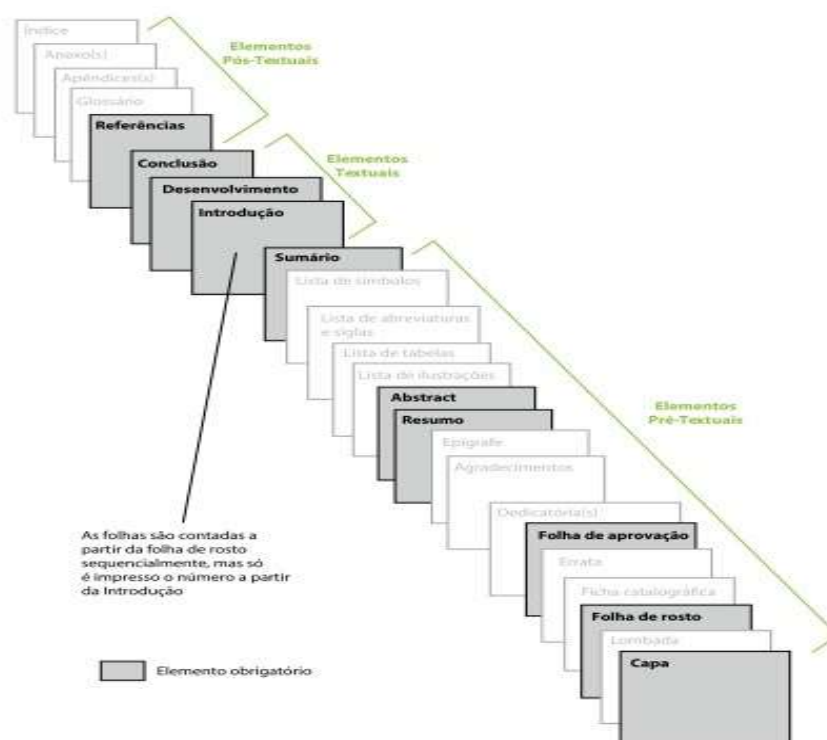 Índice
Anexo(s)
Apêndices(s)
Glossário
Referências
Elementos
Pós-Textuais
Conclusão
Desenvolvimento
Introdução
Elementos
Textuais
Sumário
Lista de símbolos
Lista de abreviaturas
e siglas
Lista de tabelas
Lista de ilustrações
Abstract
Resumo
Epígrafe
Agradecimentos
Dedicatória(s)
Folha de aprovação
Errata
Ficha catalográfica
Folha de rosto
Lombada
Capa
Elementos
Pré-Textuais
As folhas são contadas a
partir da folha de rosto
sequencialmente, mas só
é impresso o número a partir
da Introdução
Elemento obrigatório